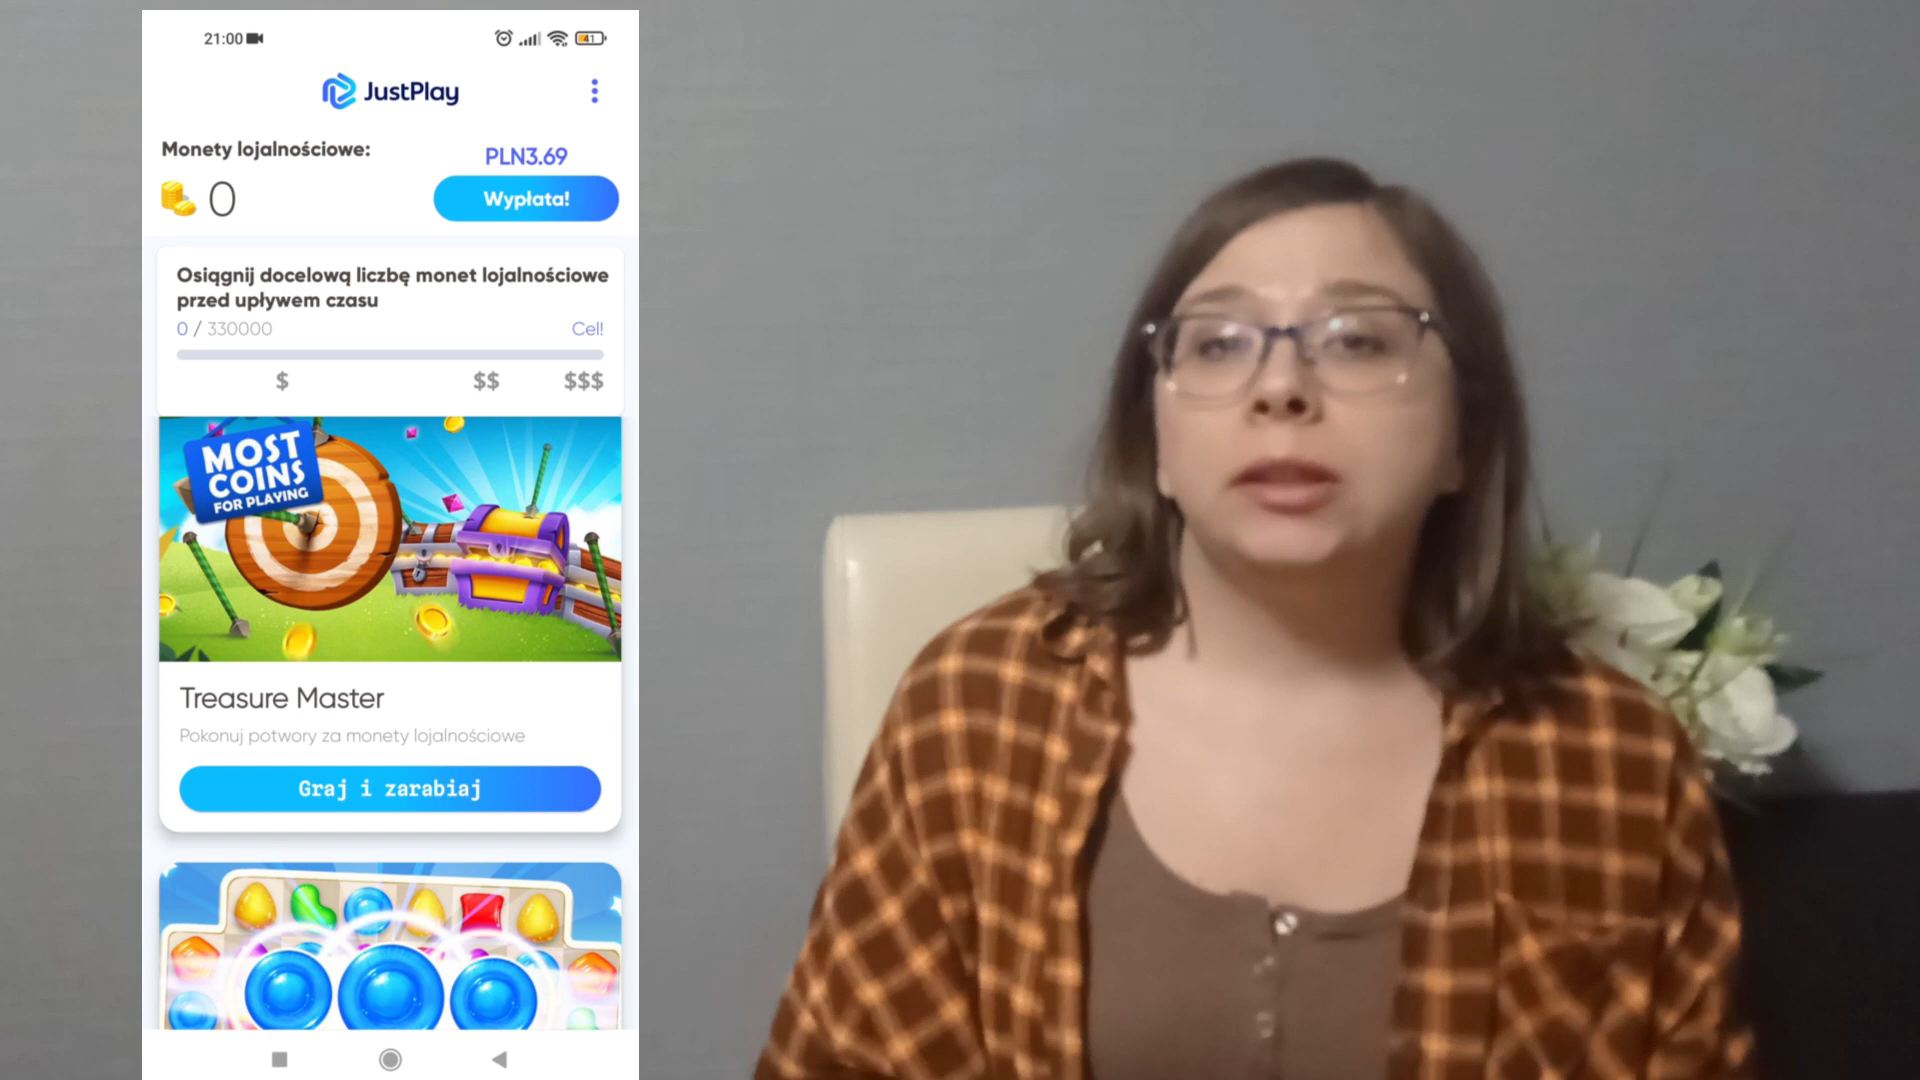 21:00
41
JustPlay
Monety lojalnościowe:
0
PLN3.69
Wypłata!
Osiągnij docelową liczbę monet lojalnościowe
przed upływem czasu
0 / 330000
Cel!
$ $$ $$$
MOST
COINS
FOR PLAYING
Treasure Master
Pokonuj potwory za monety lojalnościowe
Graj i zarabiaj